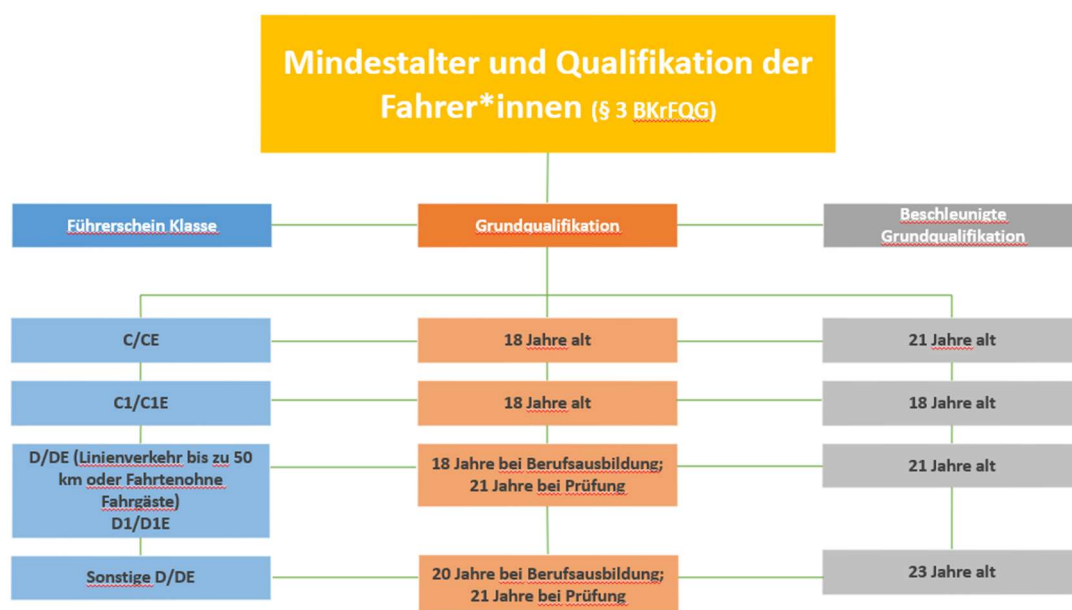 Mindestalter und Qualifikation der
Fahrer*innen (§ 3 BKrFQG)
Führerschein Klasse
Grundqualifikation
Beschleunigte
Grundqualifikation
C/CE
18 Jahre alt
21 Jahre alt
C1/C1E
18 Jahre alt
18 Jahre alt
D/DE (Linienverkehr bis zu 50
km oder Fahrtenohne
Fahrgäste)
D1/D1E
18 Jahre bei Berufsausbildung;
21 Jahre bei Prüfung
21 Jahre alt
Sonstige D/DE
20 Jahre bei Berufsausbildung;
21 Jahre bei Prüfung
23 Jahre alt